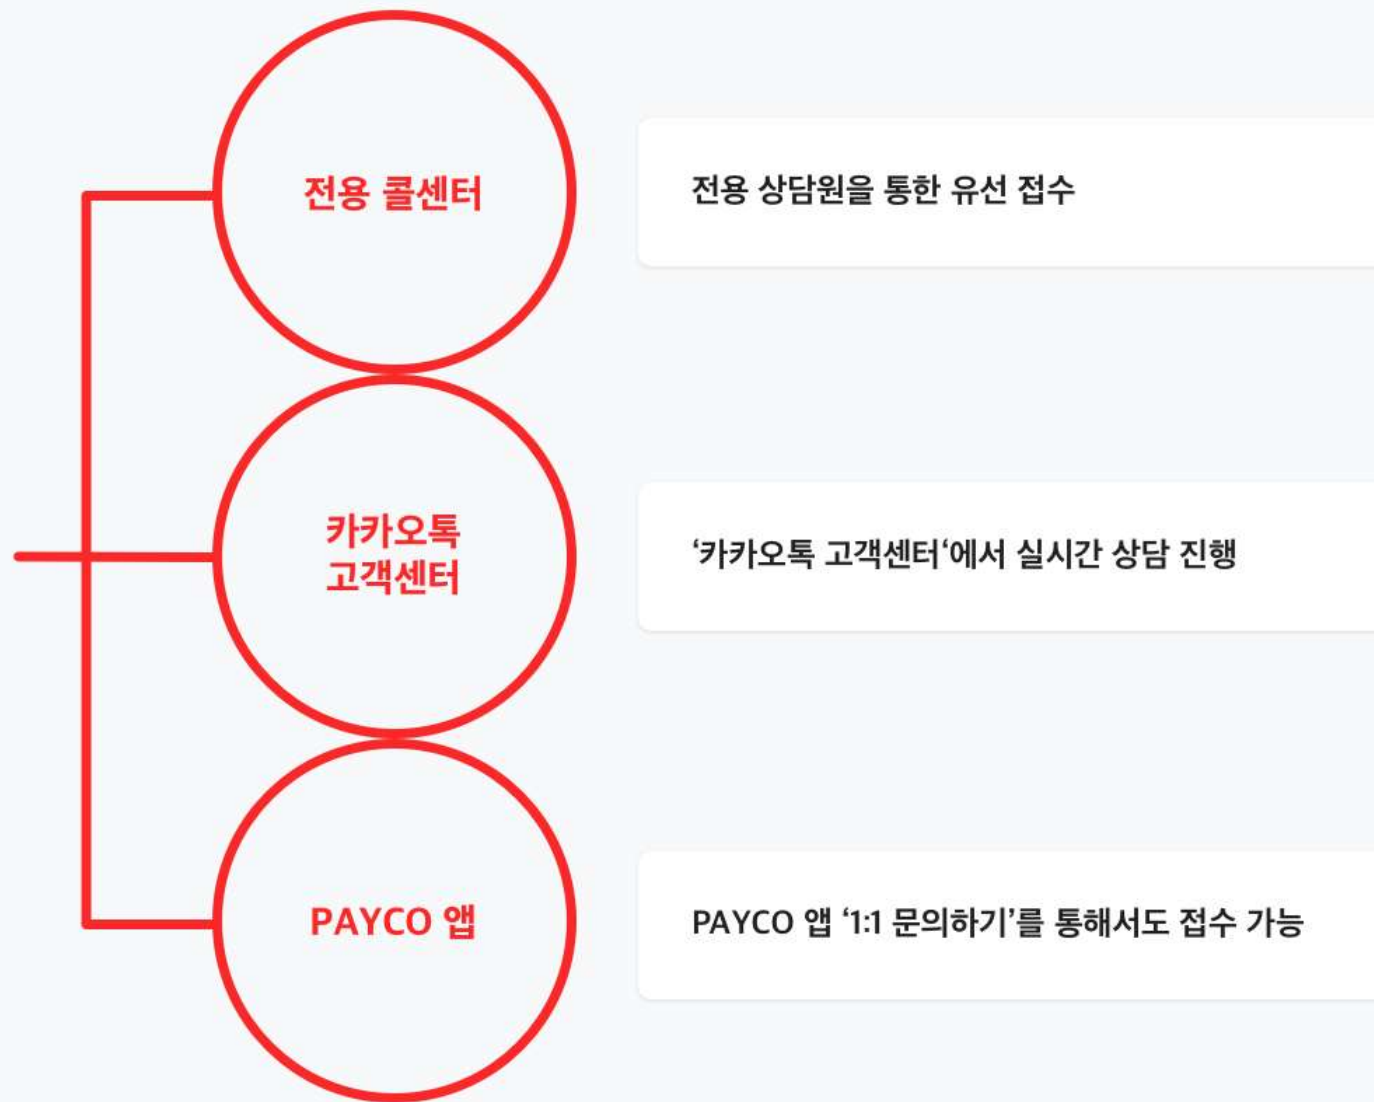 전용 콜센터
전용 상담원을 통한 유선 접수
카카오톡
고객센터
‘카카오톡 고객센터‘에서 실시간 상담 진행
PAYCO 앱
PAYCO 앱 ‘1:1 문의하기’를 통해서도 접수 가능